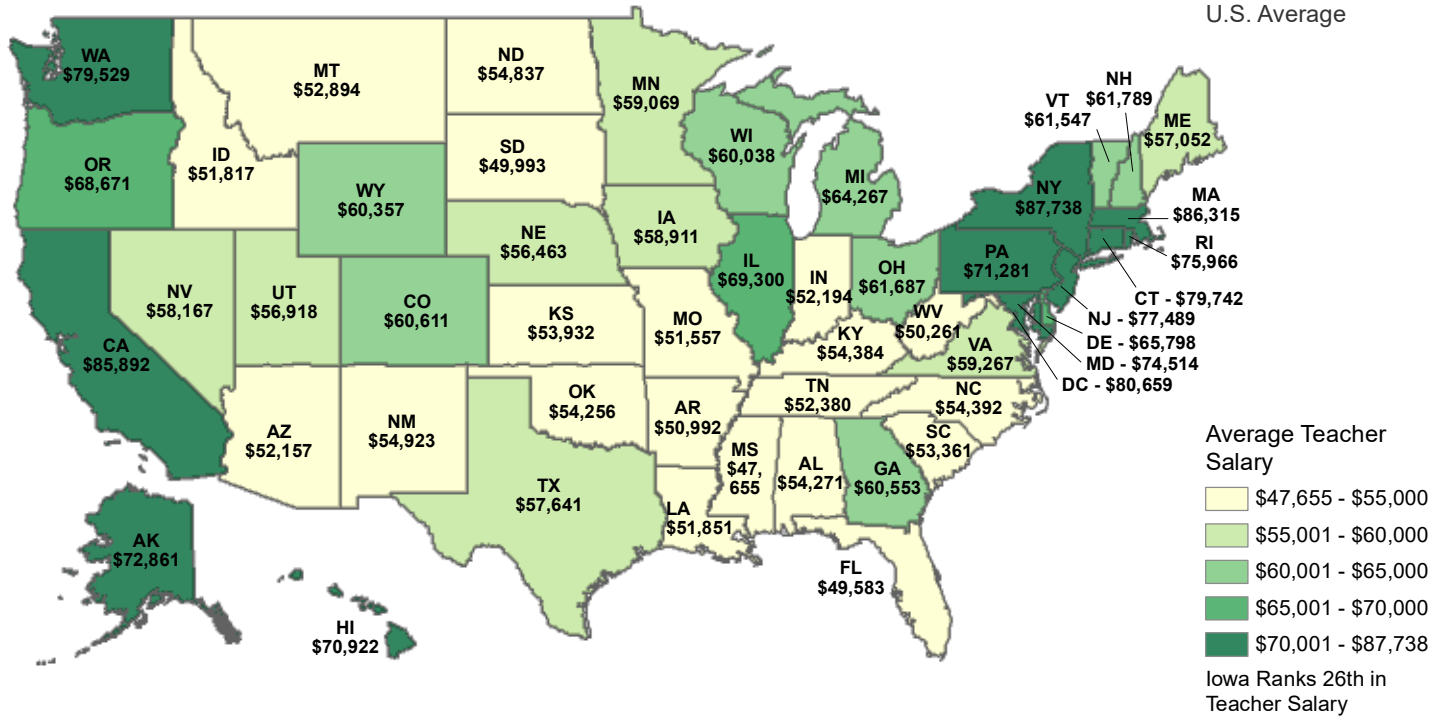 U.S. Average
WA
$79,529
MT
$52,894
ND
$54,837
MN
$59,069
NH
$61,789
VT
$61,547
ME
$57,052
OR
$68,671
ID
$51,817
SD
$49,993
WI
$60,038
MI
$64,267
NY
$87,738
MA
$86,315
WY
$60,357
RI
$75,966
NE
$56,463
IA
$58,911
PA
$71,281
IL
$69,300
IN
$52,194
OH
$61,687
NV
$58,167
UT
$56,918
CO
$60,611
KS
$53,932
MO
$51,557
WV
$50,261
KY
$54,384
VA
$59,267
CT - $79,742
NJ - $77,489
DE - $65,798
MD - $74,514
DC - $80,659
CA
$85,892
TN
$52,380
NC
$54,392
OK
$54,256
AR
$50,992
AZ
$52,157
NM
$54,923
SC
$53,361
MS
$47,
655
AL
$54,271
GA
$60,553
TX
$57,641
LA
$51,851
AK
$72,861
FL
$49,583
HI
$70,922
Average Teacher
Salary
$47,655 - $55,000
$55,001 - $60,000
$60,001 - $65,000
$65,001 - $70,000
$70,001 - $87,738
Iowa Ranks 26th in
Teacher Salary